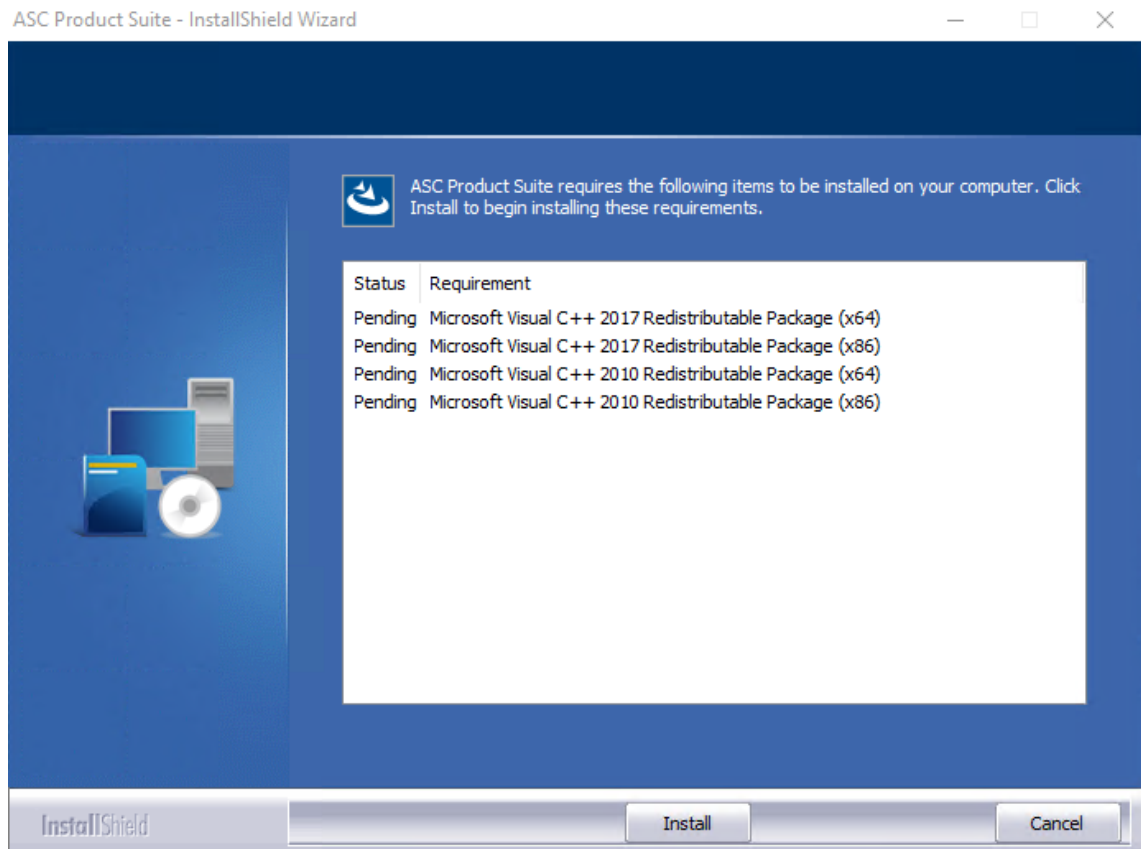 ASC Product Suite - InstallShield Wizard
ASC Product Suite requires the following items to be installed on your computer. Click
Install to begin installing these requirements.
Status Requirement
Pending Microsoft Visual C++ 2017 Redistributable Package (x64)
Pending Microsoft Visual C++ 2017 Redistributable Package (x86)
Pending Microsoft Visual C++ 2010 Redistributable Package (x64)
Pending Microsoft Visual C++ 2010 Redistributable Package (x86)
InstallShield Install Cancel